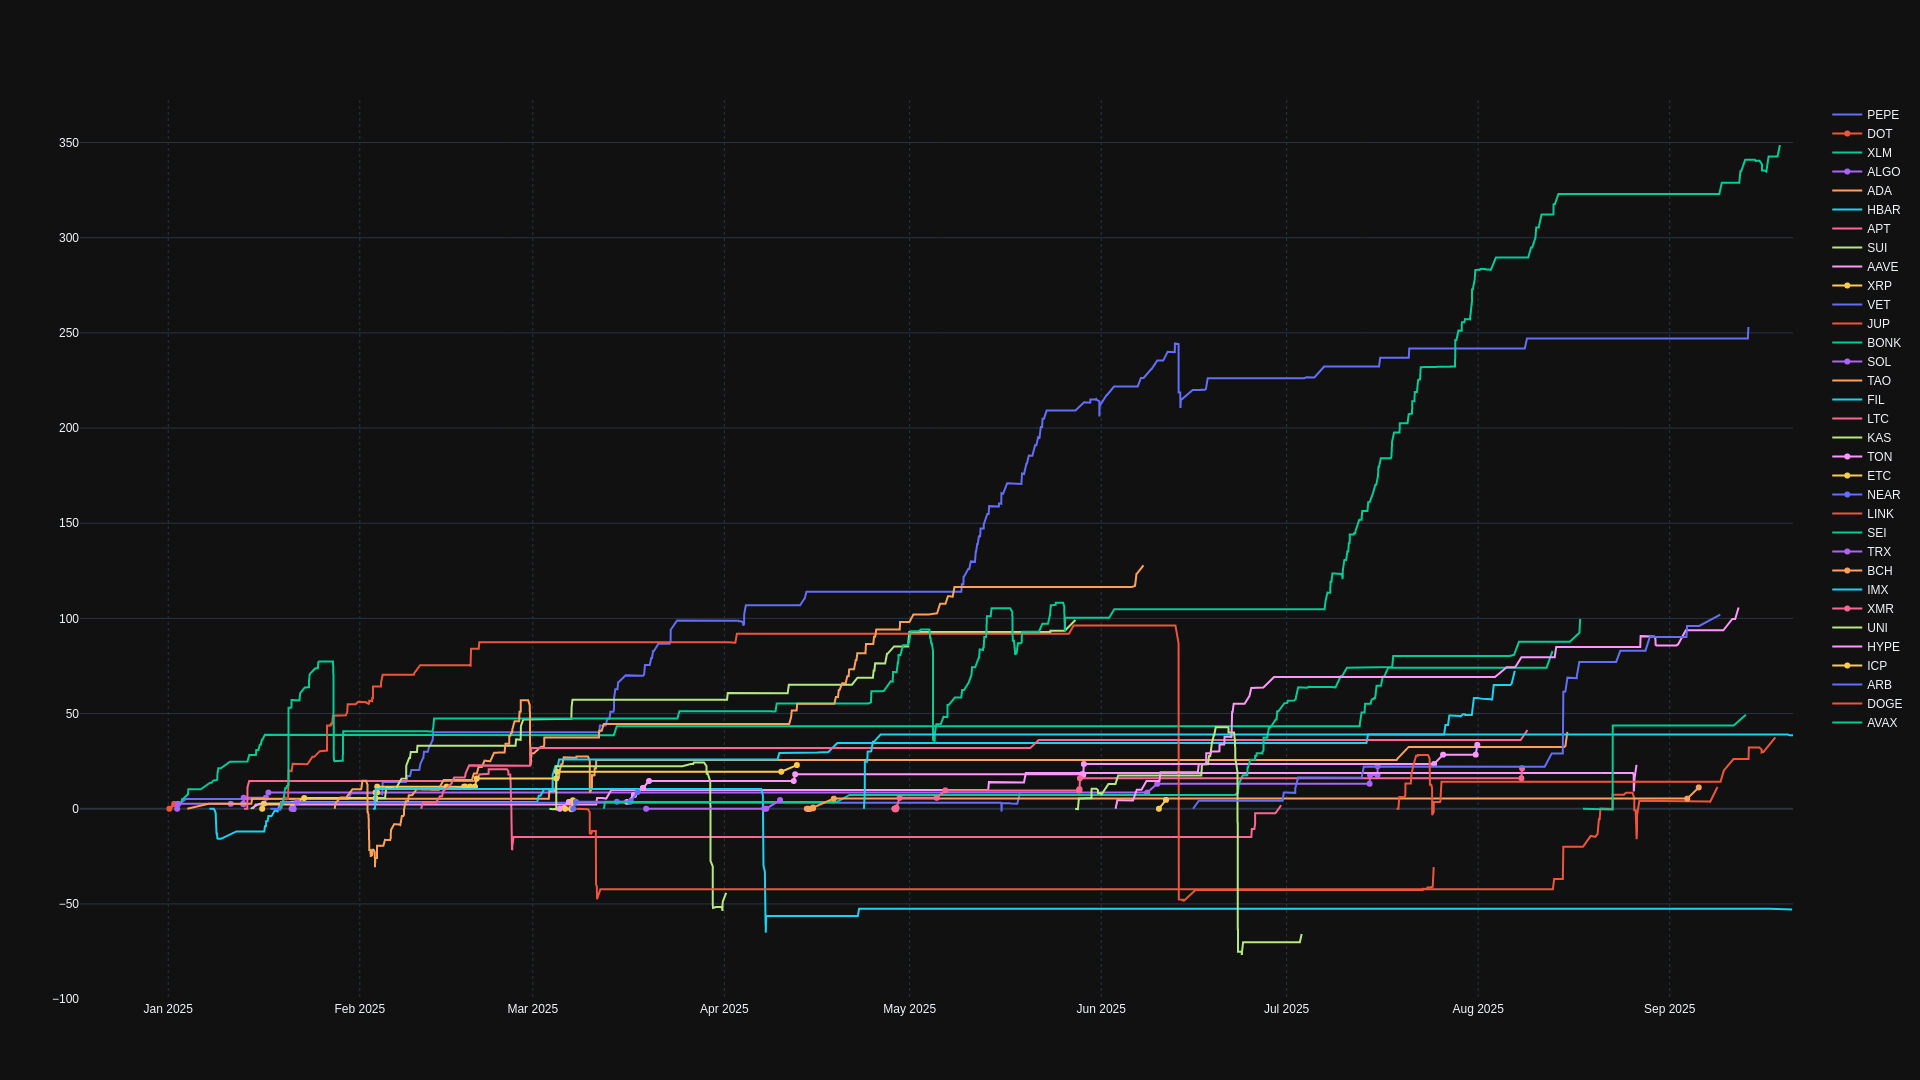 350
300
250
200
150
100
50
0
−50
−100
Jan 2025
Feb 2025
Mar 2025
Apr 2025
May 2025
Jun 2025
Jul 2025
Aug 2025
Sep 2025
PEPE
DOT
XLM
ALGO
ADA
HBAR
APT
SUI
AAVE
XRP
VET
JUP
BONK
SOL
TAO
FIL
LTC
KAS
TON
ETC
NEAR
LINK
SEI
TRX
BCH
IMX
XMR
UNI
HYPE
ICP
ARB
DOGE
AVAX